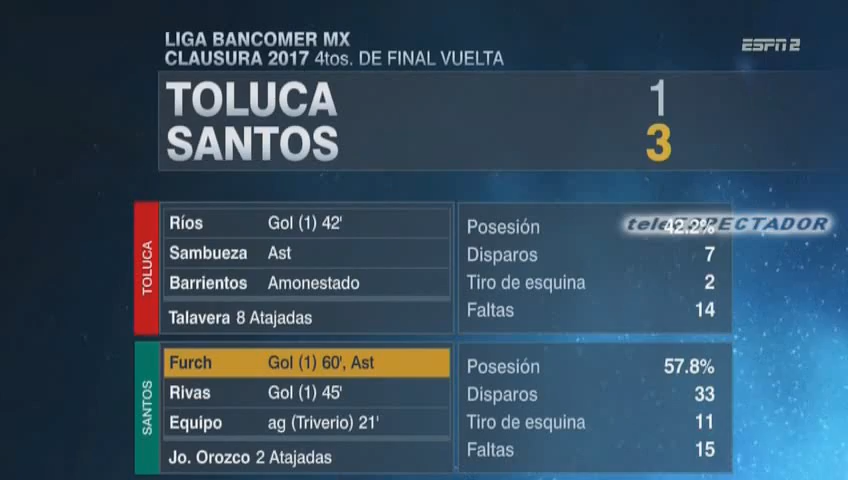 LIGA BANCOMER MX
CLAUSURA 2017 4tos. DE FINAL VUELTA
ESPN 2
TOLUCA 1
SANTOS 3
TOLUCA
Ríos Gol (1) 42'
Sambueza Ast
Barrientos Amonestado
Talavera 8 Atajadas
Posesión 42.2%
Disparos 7
Tiro de esquina 2
Faltas 14
SANTOS
Furch Gol (1) 60', Ast
Rivas Gol (1) 45'
Equipo ag (Triverio) 21'
Jo. Orozco 2 Atajadas
Posesión 57.8%
Disparos 33
Tiro de esquina 11
Faltas 15